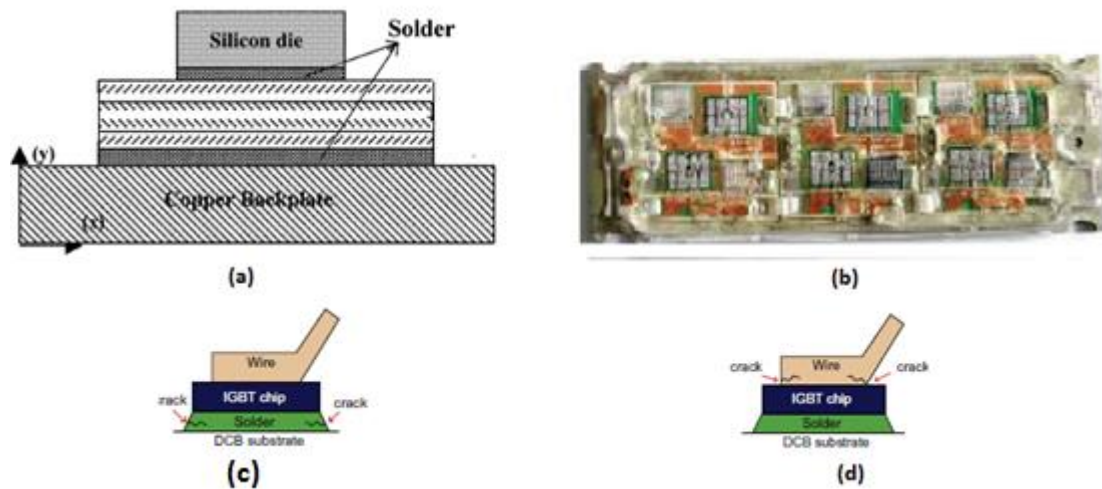 Silicon die
Solder
(y)
Copper Backplate
(x)
(a)
(b)
Wire
rack
crack
IGBT chip
Solder
DCB substrate
(c)
crack
Wire
crack
IGBT chip
Solder
DCB substrate
(d)